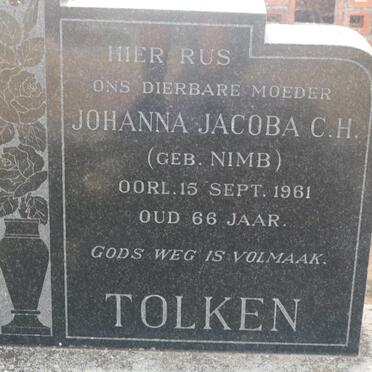 HIER RUS
ONS DIERBARE MOEDER
JOHANNA JACOBA C.H.
(GEB. NIMB)
OORL. 15 SEPT. 1961
OUD 66 JAAR.
GODS WEG IS VOLMAAK.
TOLKEN